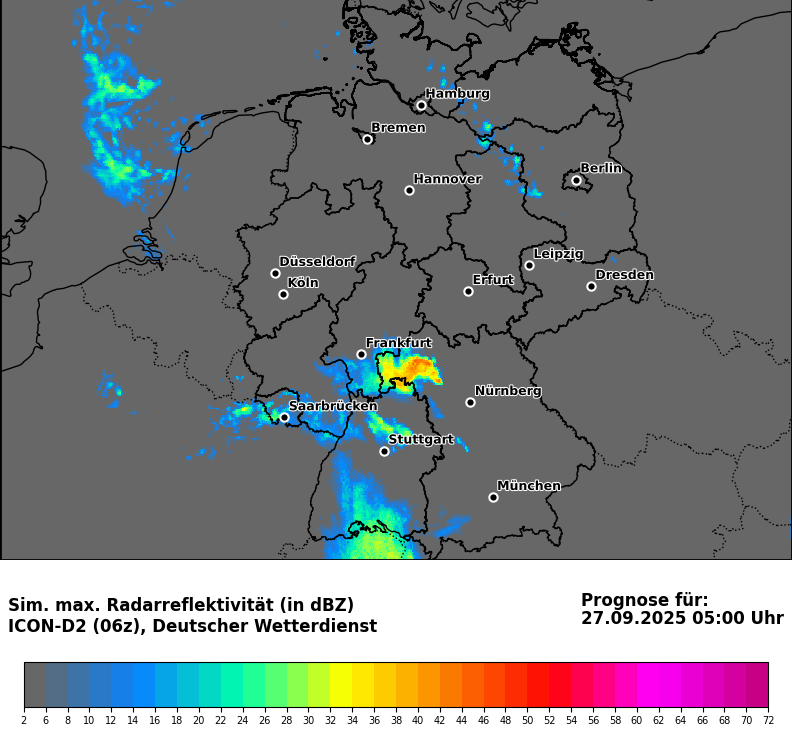 Hamburg
Bremen
Berlin
Hannover
Düsseldorf
Leipzig
Köln
Erfurt
Dresden
Frankfurt
Nürnberg
Saarbrücken
Stuttgart
München
Sim. max. Radarreflektivität (in dBZ)
ICON-D2 (06z), Deutscher Wetterdienst
Prognose für:
27.09.2025 05:00 Uhr
2 6 8 10 12 14 16 18 20 22 24 26 28 30 32 34 36 38 40 42 44 46 48 50 52 54 56 58 60 62 64 66 68 70 72